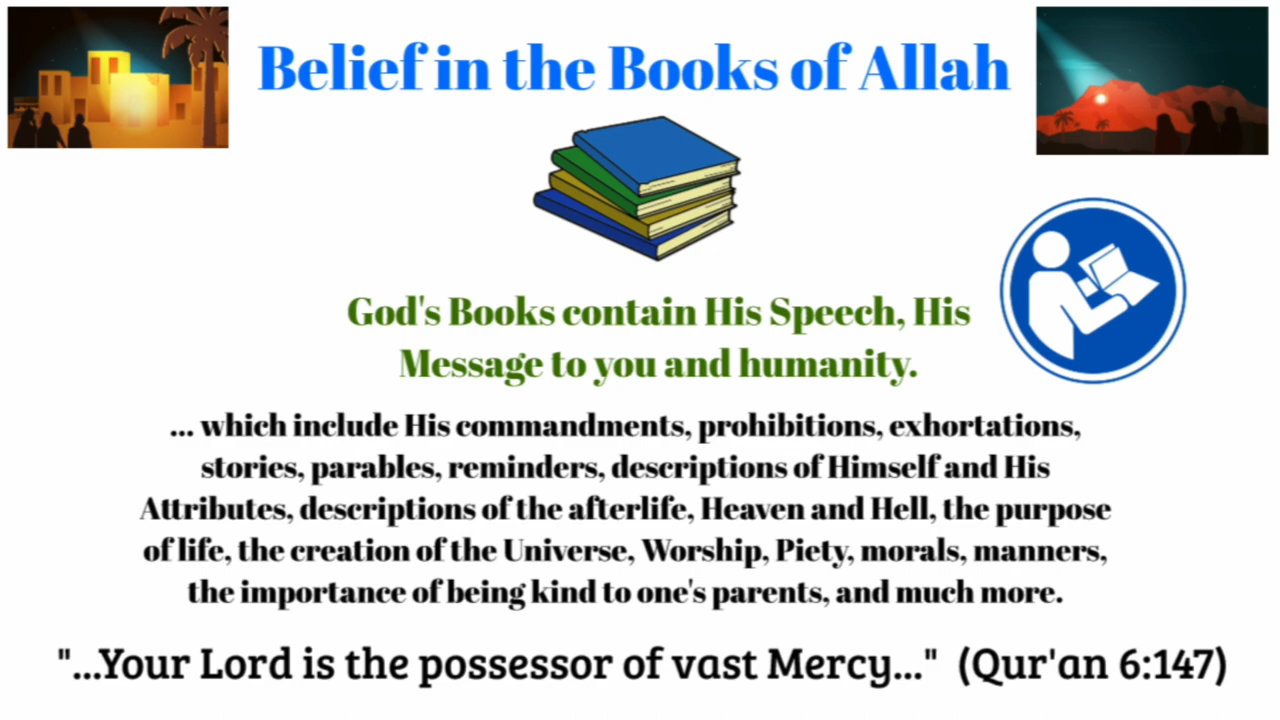 Belief in the Books of Allah
God's Books contain His Speech, His
Message to you and humanity.
... which include His commandments, prohibitions, exhortations,
stories, parables, reminders, descriptions of Himself and His
Attributes, descriptions of the afterlife, Heaven and Hell, the purpose
of life, the creation of the Universe, Worship, Piety, morals, manners,
the importance of being kind to one's parents, and much more.
"...Your Lord is the possessor of vast Mercy..." (Qur'an 6:147)